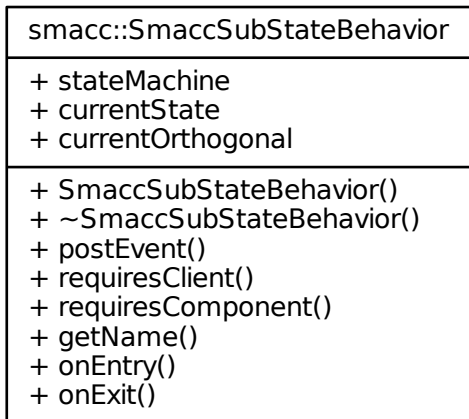 smacc::SmaccSubStateBehavior
+ stateMachine
+ currentState
+ currentOrthogonal
+ SmaccSubStateBehavior()
+ ~SmaccSubStateBehavior()
+ postEvent()
+ requiresClient()
+ requiresComponent()
+ getName()
+ onEntry()
+ onExit()